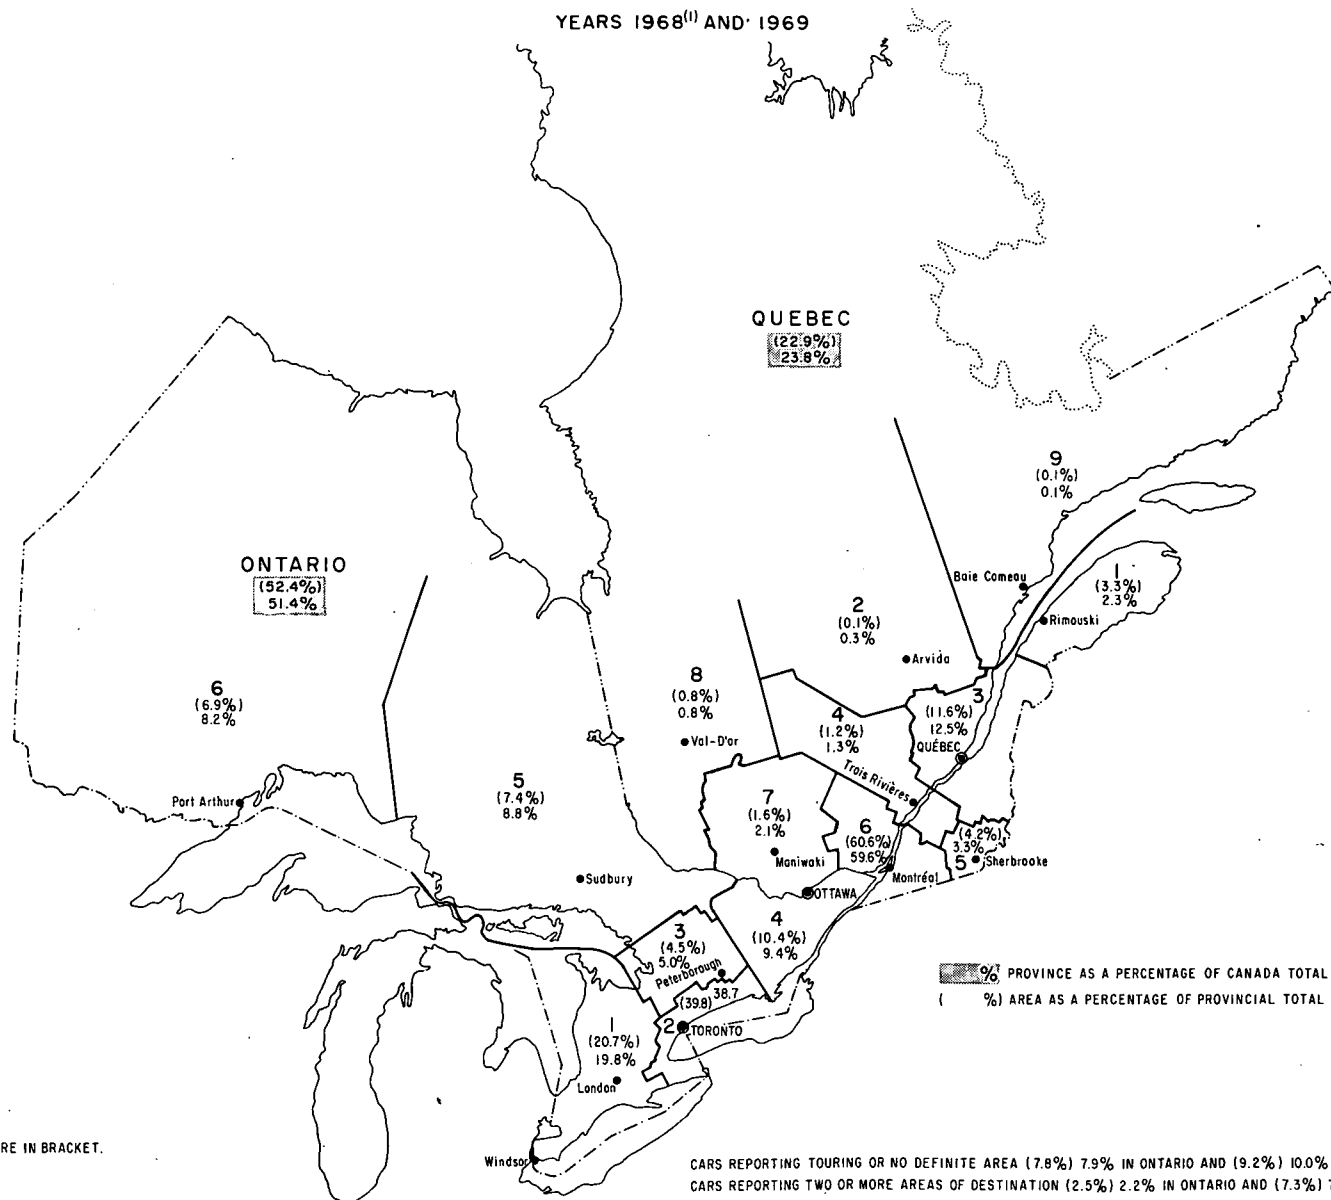 YEARS 1968(1) AND 1969
QUEBEC
(22.9%)
23.8%
9
(0.1%)
0.1%
ONTARIO
(52.4%)
51.4%
Baie Comeau
1
(3.3%)
2.3%
Rimouski
2
(0.1%)
0.3%
Arvida
6
(6.9%)
8.2%
8
(0.8%)
0.8%
Val-D'or
4
(1.2%)
1.3%
3
(11.6%)
12.5%
QUÉBEC
Trois Rivières
Port Arthur
5
(7.4%)
8.8%
7
(1.6%)
2.1%
Maniwaki
6
(60.6%)
59.6%
Montréal
(4.2%)
3.3%
5
Sherbrooke
Sudbury
OTTAWA
4
(10.4%)
9.4%
3
(4.5%)
5.0%
Peterborough
(39.8) 38.7
2
TORONTO
1
(20.7%)
19.8%
London
Windsor
% PROVINCE AS A PERCENTAGE OF CANADA TOTAL
( %) AREA AS A PERCENTAGE OF PROVINCIAL TOTAL
RE IN BRACKET.
CARS REPORTING TOURING OR NO DEFINITE AREA (7.8%) 7.9% IN ONTARIO AND (9.2%) 10.0%
CARS REPORTING TWO OR MORE AREAS OF DESTINATION (2.5%) 2.2% IN ONTARIO AND (7.3%)